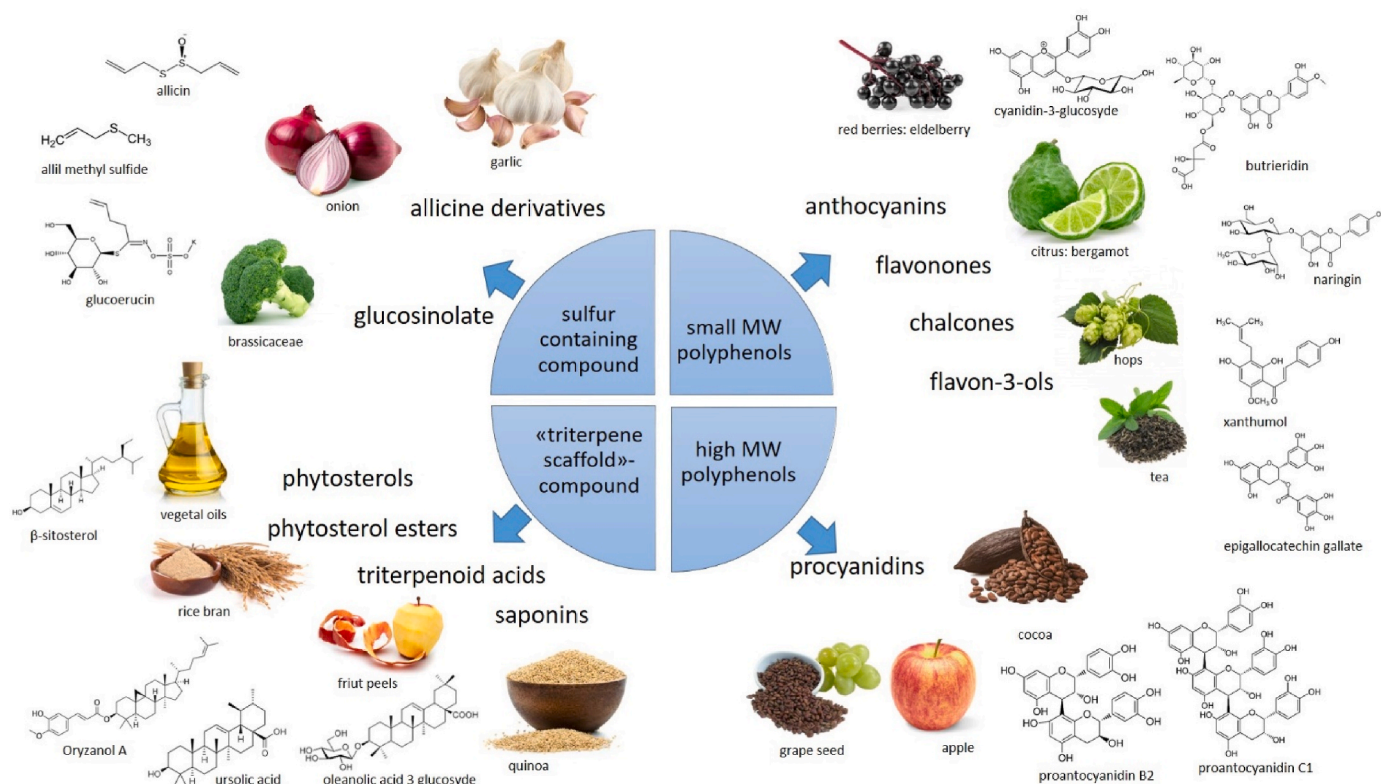 allicin
garlic
allil methyl sulfide
onion
allicine derivatives
glucoerucin
brassicaceae
glucosinolate
sulfur
containing
compound
red berries: eldelberry
cyanidin-3-glucosyde
butrieridin
anthocyanins
citrus: bergamot
flavonones
naringin
chalcones
hops
small MW
polyphenols
flavon-3-ols
xanthumol
tea
epigallocatechin gallate
β-sitosterol
vegetal oils
phytosterols
phytosterol esters
rice bran
triterpenoid acids
saponins
«triterpene
scaffold»-
compound
friut peels
quinoa
Oryzanol A
ursolic acid
oleanolic acid 3 glucosyde
high MW
polyphenols
procyanidins
cocoa
grape seed
apple
proantocyanidin B2
proantocyanidin C1